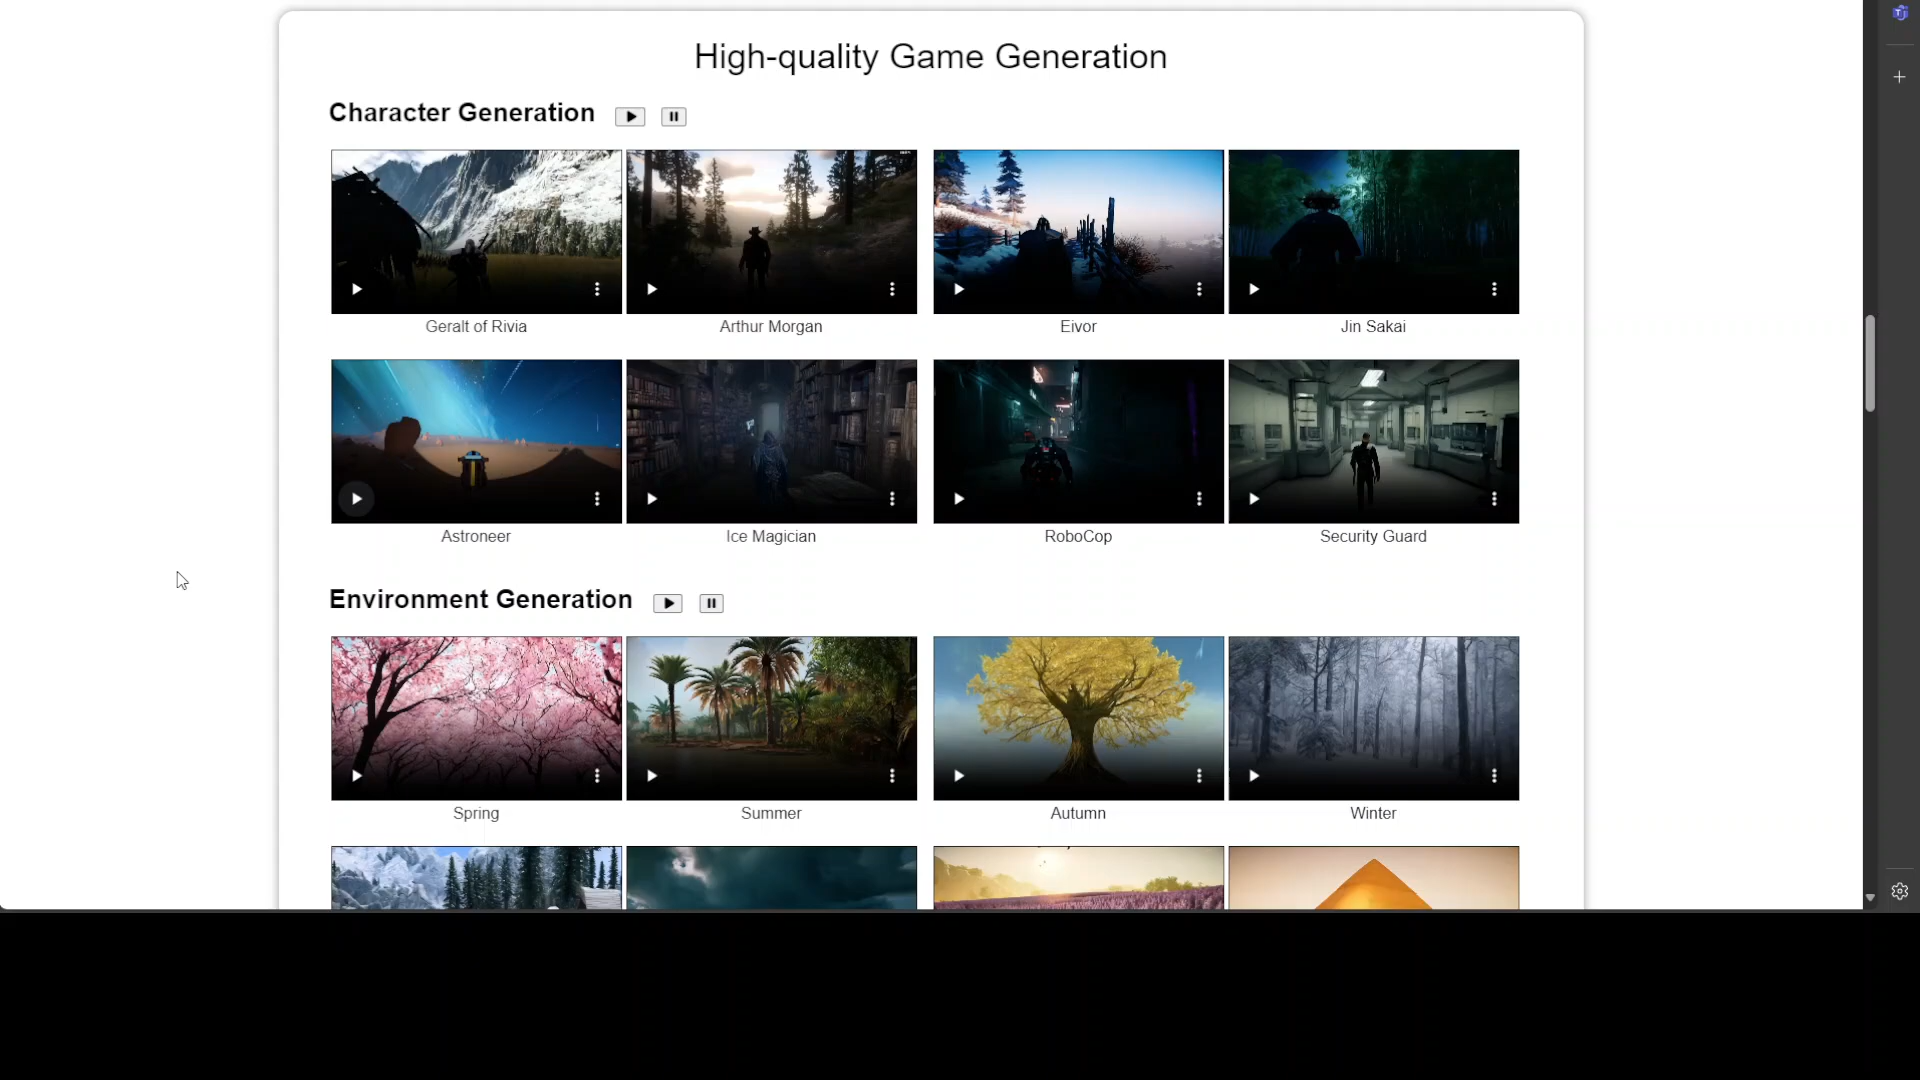 High-quality Game Generation
Character Generation
Geralt of Rivia
Arthur Morgan
Eivor
Jin Sakai
Astroneer
Ice Magician
RoboCop
Security Guard
Environment Generation
Spring
Summer
Autumn
Winter